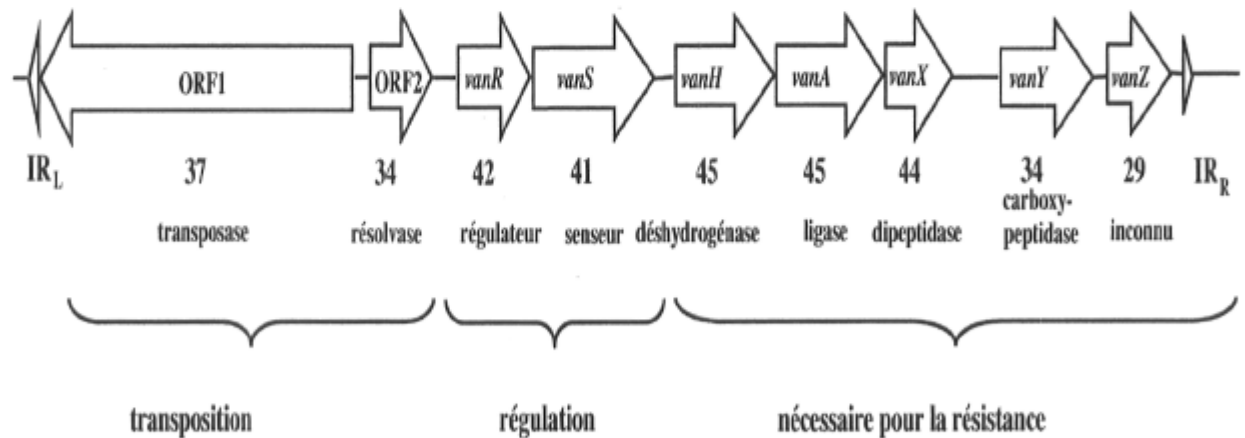 ORF1 ORF2 vanR vanS vanH vanA vanX vanY vanZ
IRL 37 34 42 41 45 45 44 34 29 IRR
transposase résolvase régulateur senseur déshydrogénase ligase dipeptidase carboxy-
peptidase inconnu
transposition régulation nécessaire pour la résistance